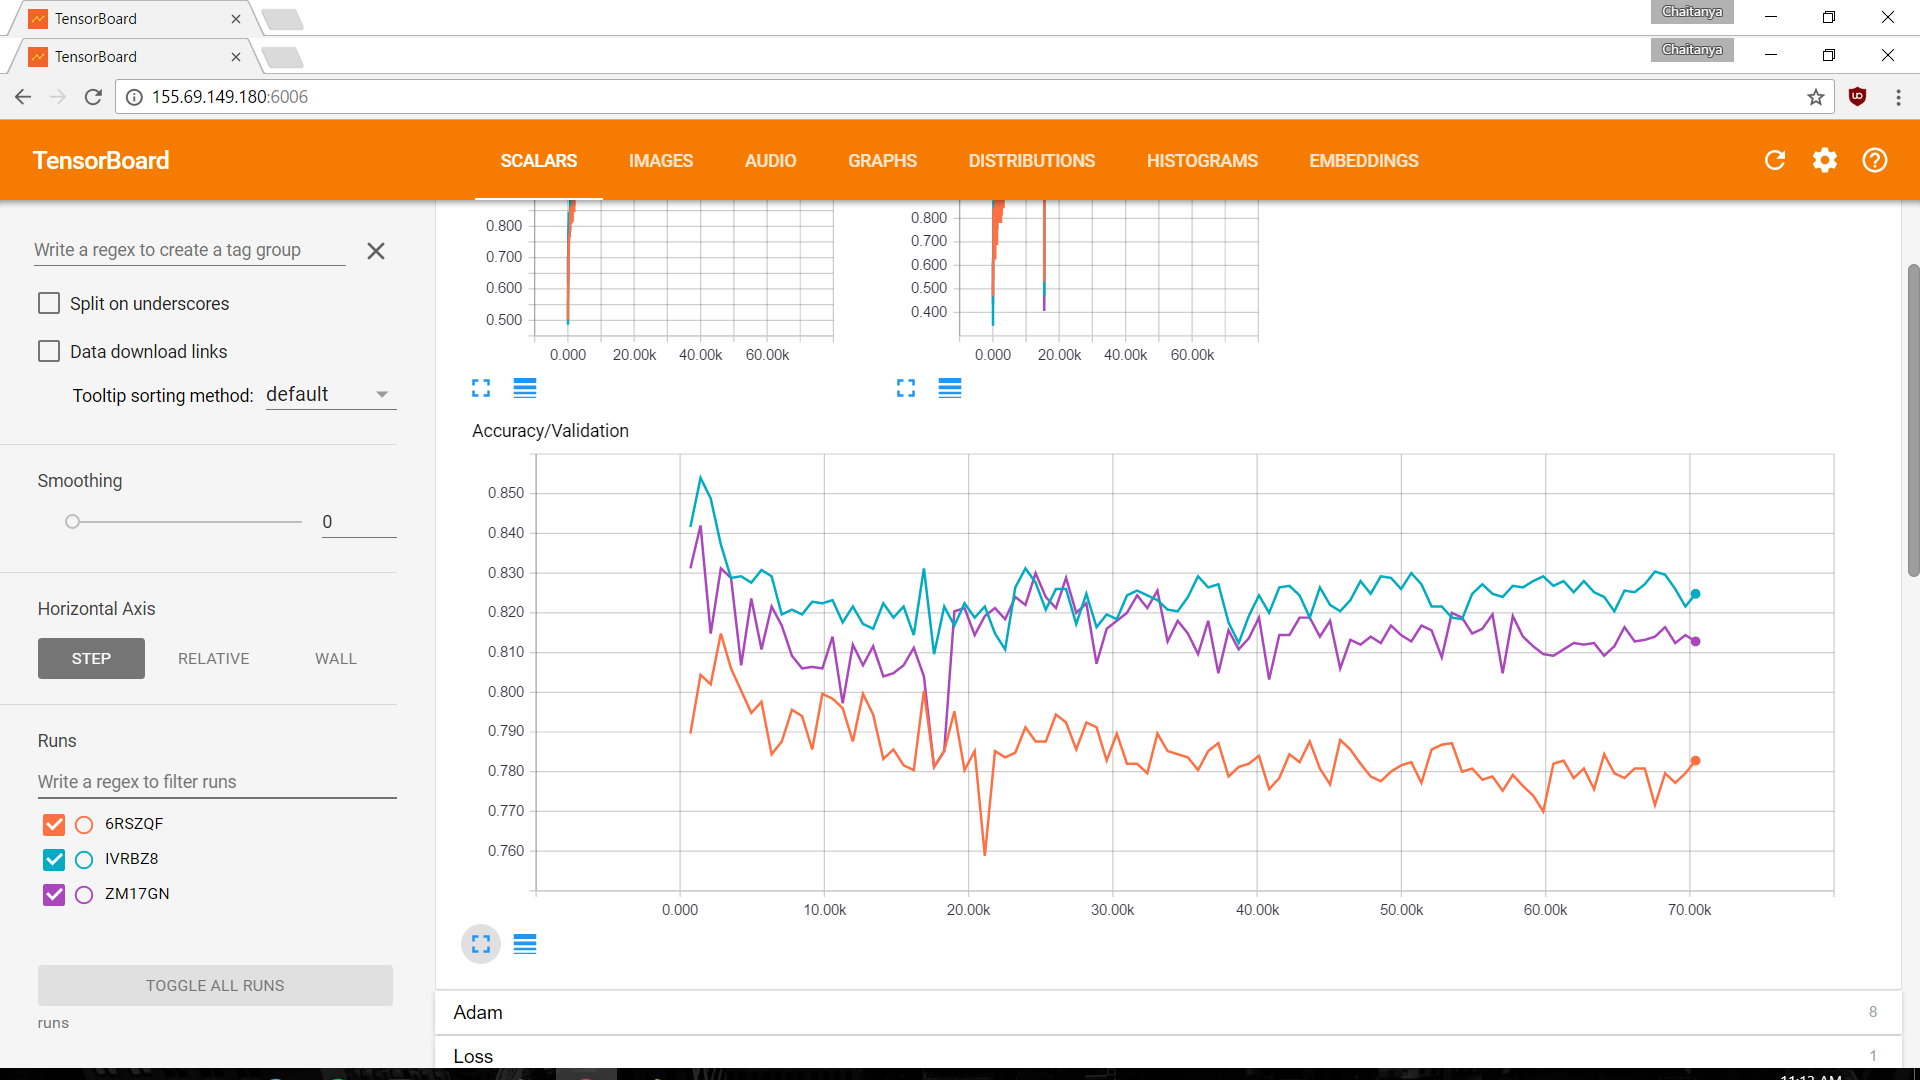 TensorBoard
Chaitanya
TensorBoard
Chaitanya
155.69.149.180:6006
TensorBoard
SCALARS
IMAGES
AUDIO
GRAPHS
DISTRIBUTIONS
HISTOGRAMS
EMBEDDINGS
Write a regex to create a tag group
Split on underscores
Data download links
Tooltip sorting method: default
Smoothing
0
Horizontal Axis
STEP
RELATIVE
WALL
Runs
Write a regex to filter runs
6RSZQF
IVRBZ8
ZM17GN
TOGGLE ALL RUNS
runs
0.800
0.700
0.600
0.500
0.000 20.00k 40.00k 60.00k
0.800
0.700
0.600
0.500
0.400
0.000 20.00k 40.00k 60.00k
Accuracy/Validation
0.850
0.840
0.830
0.820
0.810
0.800
0.790
0.780
0.770
0.760
0.000 10.00k 20.00k 30.00k 40.00k 50.00k 60.00k 70.00k
Adam 8
Loss 1